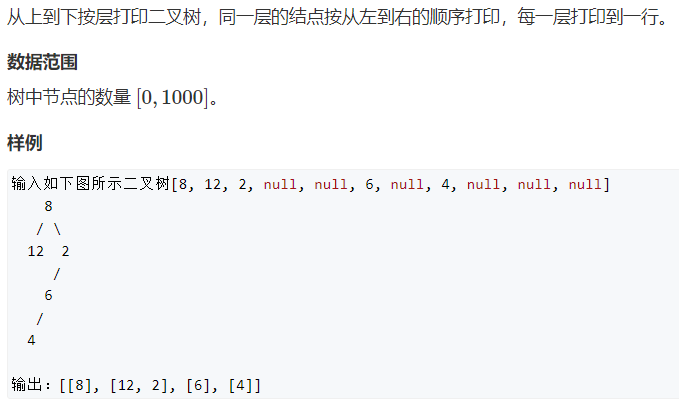 从上到下按层打印二叉树，同一层的结点按从左到右的顺序打印，每一层打印到一行。
数据范围
树中节点的数量 [0, 1000]。
样例
输入如下图所示二叉树[8, 12, 2, null, null, 6, null, 4, null, null, null]
    8
   / \
  12  2
     /
    6
   /
  4
输出：[[8], [12, 2], [6], [4]]